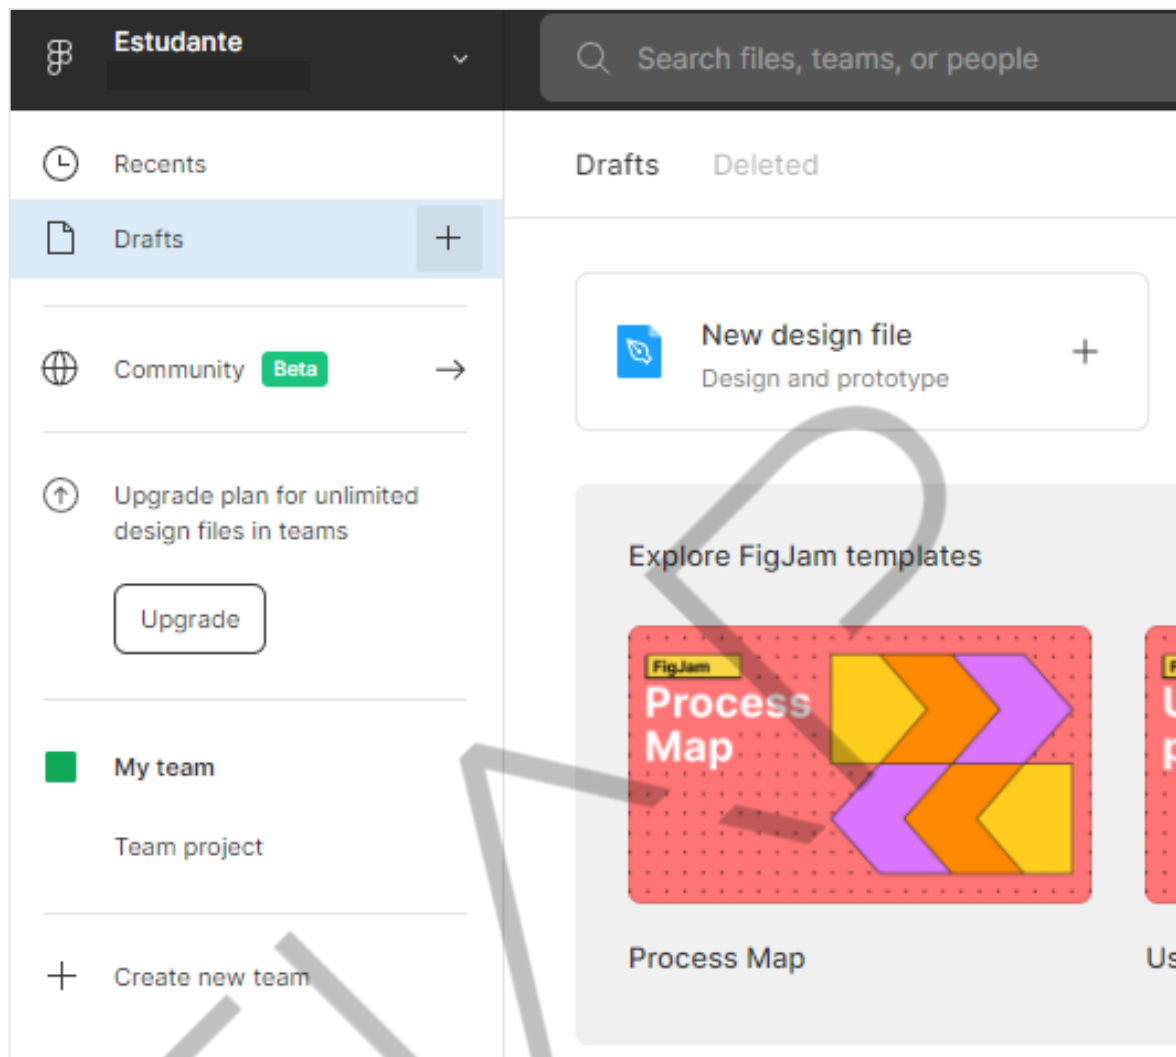 Estudante
Search files, teams, or people
Recents
Drafts
Community Beta
Upgrade plan for unlimited
design files in teams
Upgrade
My team
Team project
Create new team
Drafts Deleted
New design file
Design and prototype
Explore FigJam templates
FigJam
Process
Map
Process Map